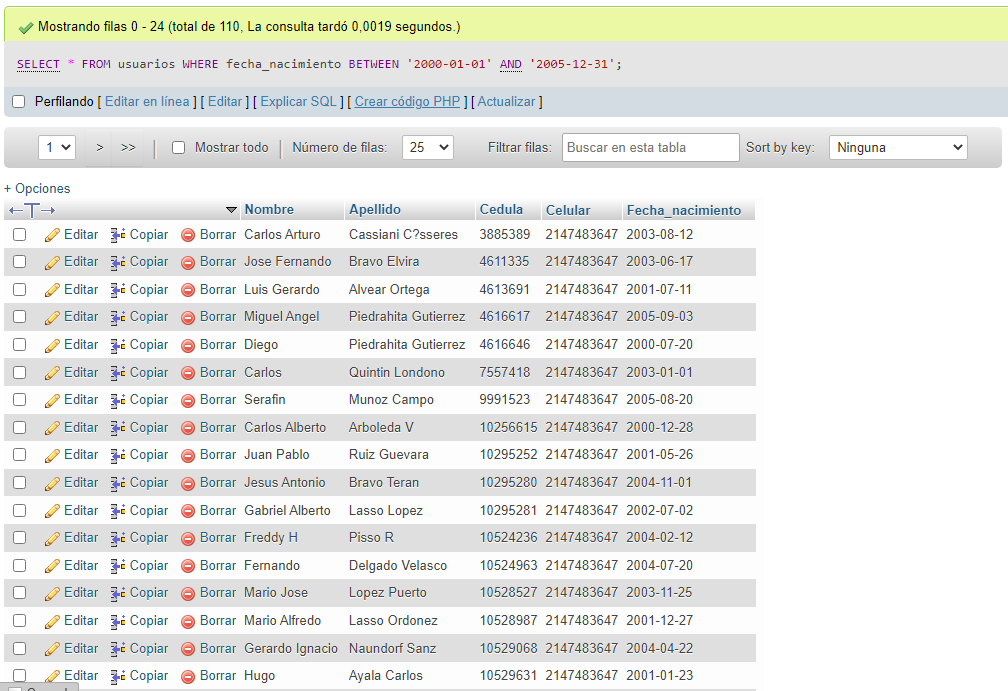 Mostrando filas 0 - 24 (total de 110, La consulta tardó 0,0019 segundos.)
SELECT * FROM usuarios WHERE fecha_nacimiento BETWEEN '2000-01-01' AND '2005-12-31';
Perfilando [ Editar en línea ] [ Editar ] [ Explicar SQL ] [ Crear código PHP ] [ Actualizar ]
1 > >> | Mostrar todo | Número de filas: 25 Filtrar filas: Buscar en esta tabla Sort by key: Ninguna
+ Opciones
←T→ Nombre Apellido Cedula Celular Fecha_nacimiento
Editar Copiar Borrar Carlos Arturo Cassiani C?sseres 3885389 2147483647 2003-08-12
Editar Copiar Borrar Jose Fernando Bravo Elvira 4611335 2147483647 2003-06-17
Editar Copiar Borrar Luis Gerardo Alvear Ortega 4613691 2147483647 2001-07-11
Editar Copiar Borrar Miguel Angel Piedrahita Gutierrez 4616617 2147483647 2005-09-03
Editar Copiar Borrar Diego Piedrahita Gutierrez 4616646 2147483647 2000-07-20
Editar Copiar Borrar Carlos Quintin Londono 7557418 2147483647 2003-01-01
Editar Copiar Borrar Serafin Munoz Campo 9991523 2147483647 2005-08-20
Editar Copiar Borrar Carlos Alberto Arboleda V 10256615 2147483647 2000-12-28
Editar Copiar Borrar Juan Pablo Ruiz Guevara 10295252 2147483647 2001-05-26
Editar Copiar Borrar Jesus Antonio Bravo Teran 10295280 2147483647 2004-11-01
Editar Copiar Borrar Gabriel Alberto Lasso Lopez 10295281 2147483647 2002-07-02
Editar Copiar Borrar Freddy H Pisso R 10524236 2147483647 2004-02-12
Editar Copiar Borrar Fernando Delgado Velasco 10524963 2147483647 2004-07-20
Editar Copiar Borrar Mario Jose Lopez Puerto 10528527 2147483647 2003-11-25
Editar Copiar Borrar Mario Alfredo Lasso Ordonez 10528987 2147483647 2001-12-27
Editar Copiar Borrar Gerardo Ignacio Naundorf Sanz 10529068 2147483647 2004-04-22
Editar Copiar Borrar Hugo Ayala Carlos 10529631 2147483647 2001-01-23